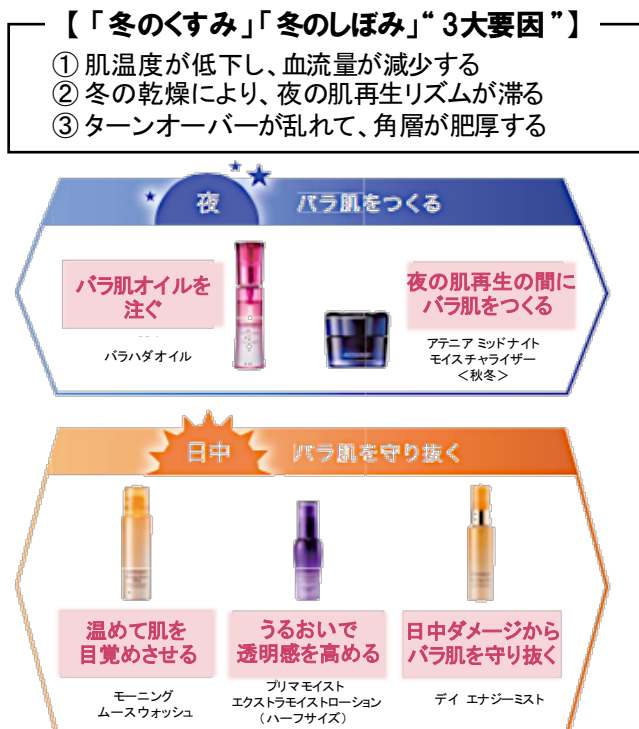 【「冬のくすみ」「冬のしぼみ」“３大要因”】
① 肌温度が低下し、血流量が減少する
② 冬の乾燥により、夜の肌再生リズムが滞る
③ ターンオーバーが乱れて、角層が肥厚する
夜 バラ肌をつくる
バラ肌オイルを
注ぐ
バラハダオイル
夜の肌再生の間に
バラ肌をつくる
アテニア ミッドナイト
モイスチャライザー
＜秋冬＞
日中 バラ肌を守り抜く
温めて肌を
目覚めさせる
モーニング
ムースウォッシュ
うるおいで
透明感を高める
プリマモイスト
エクストラモイストローション
（ハーフサイズ）
日中ダメージから
バラ肌を守り抜く
デイ エナジーミスト